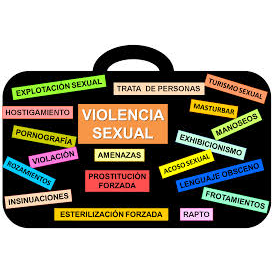 EXPLOTACIÓN SEXUAL
TRATA DE PERSONAS
TURISMO SEXUAL
HOSTIGAMIENTO
VIOLENCIA
SEXUAL
MASTURBAR
MANOSEOS
PORNOGRAFÍA
EXHIBICIONISMO
VIOLACIÓN
AMENAZAS
ACOSO SEXUAL
ROZAMIENTOS
PROSTITUCIÓN
FORZADA
LENGUAJE OBSCENO
INSINUACIONES
FROTAMIENTOS
ESTERILIZACIÓN FORZADA
RAPTO